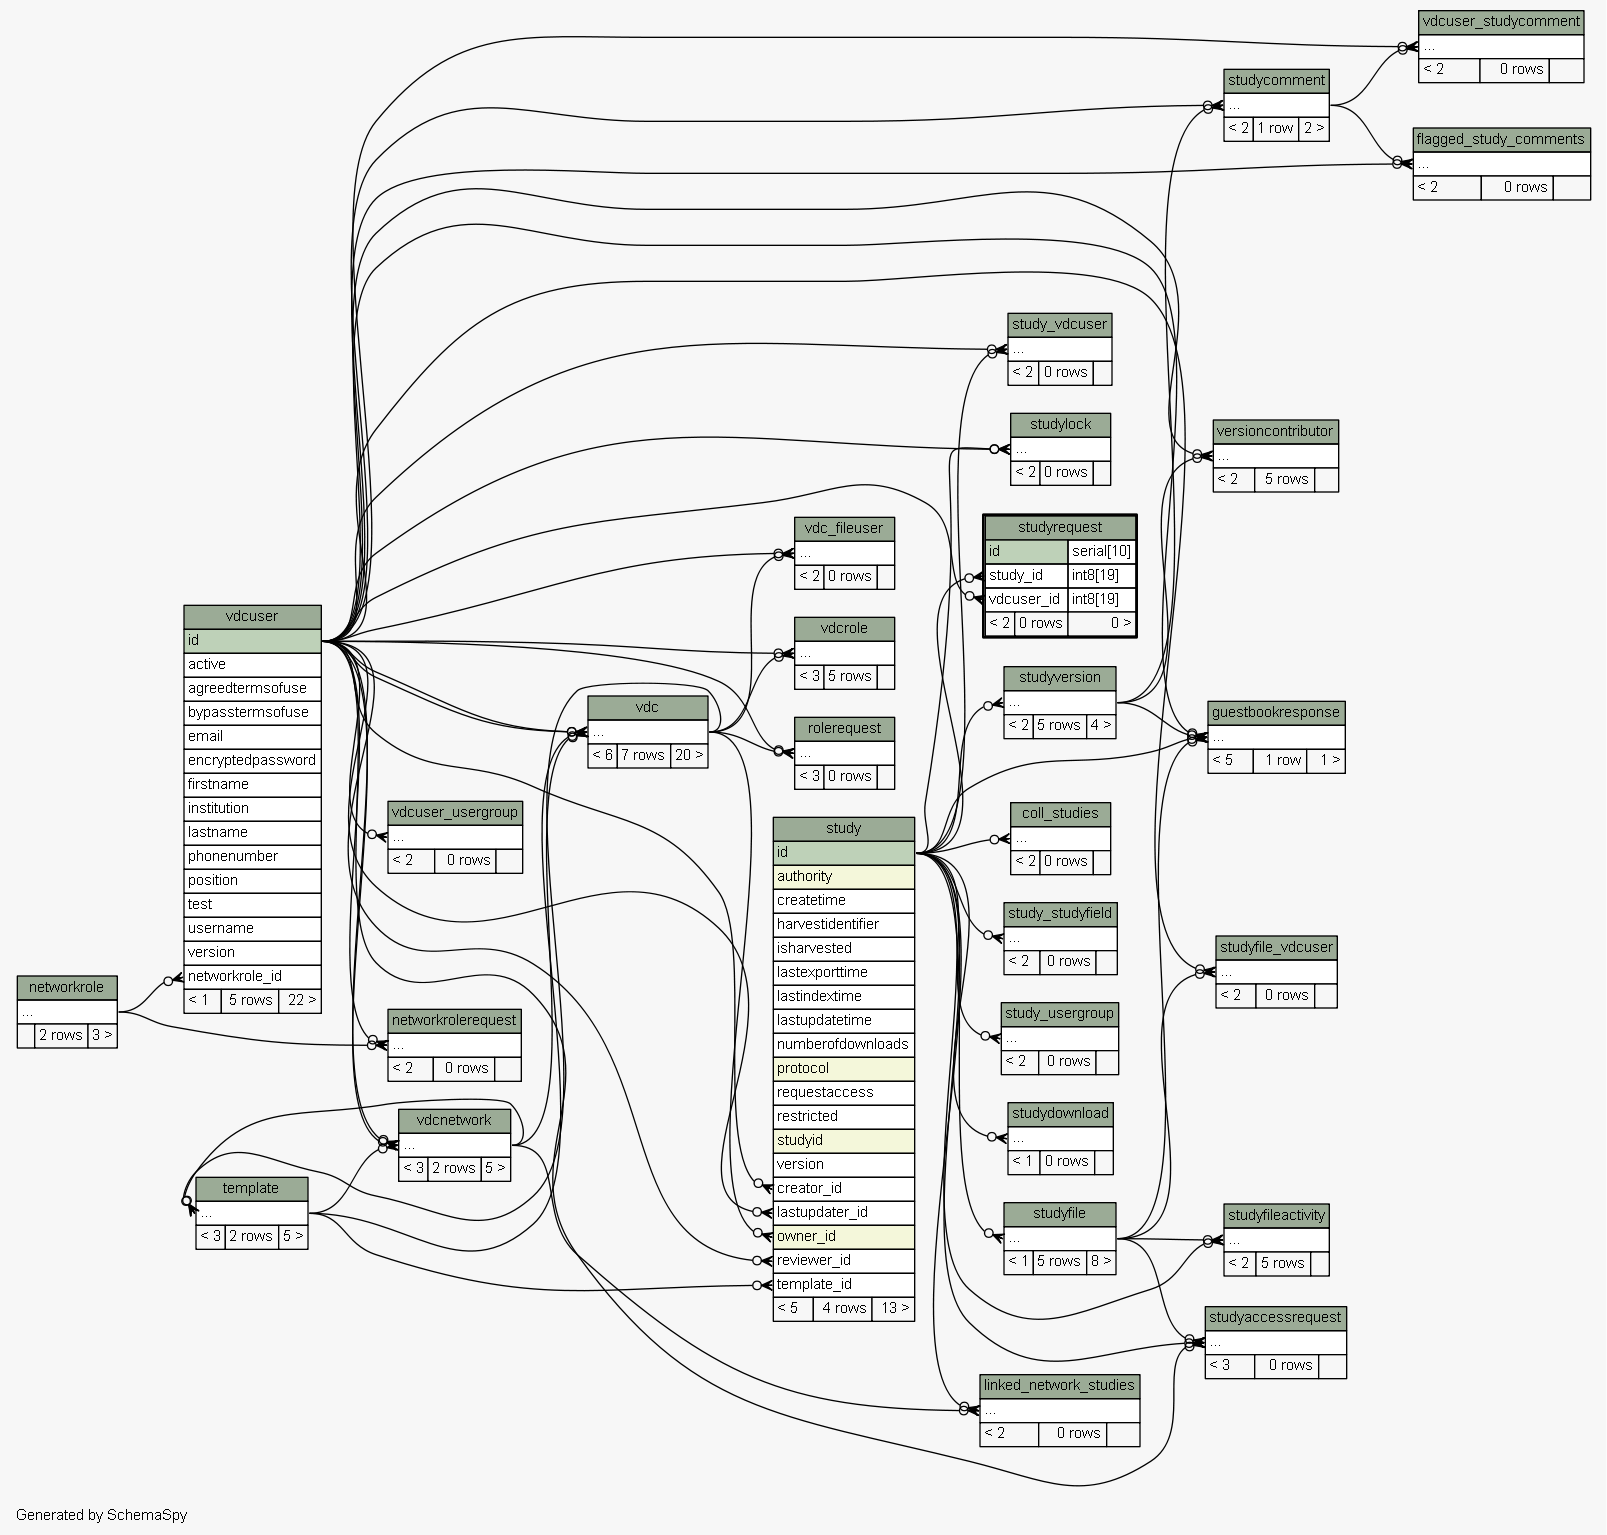 vdcuser_studycomment
...
< 2 0 rows
studycomment
...
< 2 1 row 2 >
flagged_study_comments
...
< 2 0 rows
study_vdcuser
...
< 2 0 rows
studylock
...
< 2 0 rows
versioncontributor
...
< 2 5 rows
vdc_fileuser
...
< 2 0 rows
studyrequest
id serial[10]
study_id int8[19]
vdcuser_id int8[19]
< 2 0 rows 0 >
vdcuser
id
active
agreedtermsofuse
bypasstermsofuse
email
encryptedpassword
firstname
institution
lastname
phonenumber
position
test
username
version
networkrole_id
< 1 5 rows 22 >
vdcrole
...
< 3 5 rows
studyversion
...
< 2 5 rows 4 >
vdc
...
< 6 7 rows 20 >
guestbookresponse
...
< 5 1 row 1 >
rolerequest
...
< 3 0 rows
vdcuser_usergroup
...
< 2 0 rows
coll_studies
...
< 2 0 rows
study
id
authority
createtime
harvestidentifier
isharvested
lastexporttime
lastindextime
lastupdatetime
numberofdownloads
protocol
requestaccess
restricted
studyid
version
creator_id
lastupdater_id
owner_id
reviewer_id
template_id
< 5 4 rows 13 >
study_studyfield
...
< 2 0 rows
studyfile_vdcuser
...
< 2 0 rows
networkrole
...
2 rows 3 >
networkrolerequest
...
< 2 0 rows
study_usergroup
...
< 2 0 rows
vdcnetwork
...
< 3 2 rows 5 >
studydownload
...
< 1 0 rows
template
...
< 3 2 rows 5 >
studyfile
...
< 1 5 rows 8 >
studyfileactivity
...
< 2 5 rows
studyaccessrequest
...
< 3 0 rows
linked_network_studies
...
< 2 0 rows
Generated by SchemaSpy